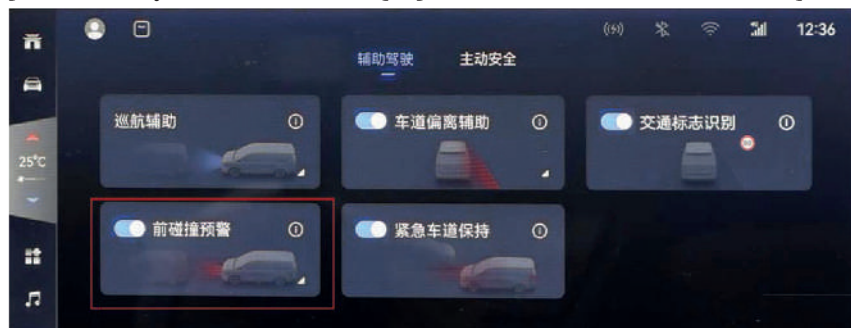 12:36
辅助驾驶 主动安全
巡航辅助
车道偏离辅助
交通标志识别
25°C
前碰撞预警
紧急车道保持